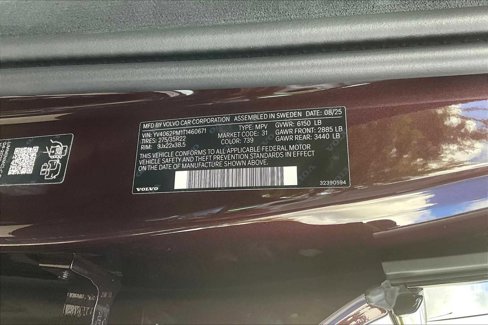 MFD BY VOLVO CAR CORPORATION ASSEMBLED IN SWEDEN DATE: 08/25
VIN: YV4062PM1T1460671 TYPE: MPV GVWR: 6150 LB
TIRES: 275/35R22 MARKET CODE: 31 GAWR FRONT: 2885 LB
RIM: 9Jx22x38.5 COLOR: 739 GAWR REAR: 3440 LB
THIS VEHICLE CONFORMS TO ALL APPLICABLE FEDERAL MOTOR
VEHICLE SAFETY AND THEFT PREVENTION STANDARDS IN EFFECT
ON THE DATE OF MANUFACTURE SHOWN ABOVE.
VOLVO 32390594